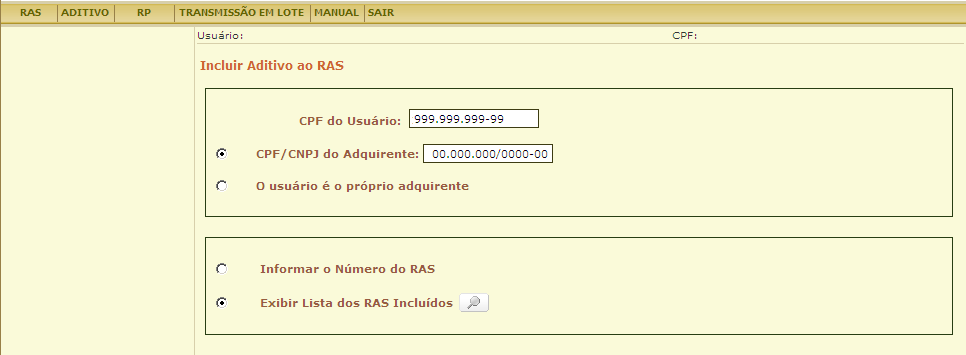 RAS ADITIVO RP TRANSMISSÃO EM LOTE MANUAL SAIR
Usuário: CPF:
Incluir Aditivo ao RAS
CPF do Usuário: 999.999.999-99
CPF/CNPJ do Adquirente: 00.000.000/0000-00
O usuário é o próprio adquirente
Informar o Número do RAS
Exibir Lista dos RAS Incluídos